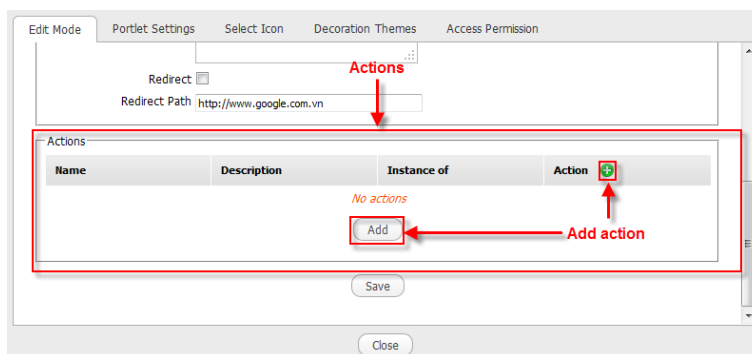 Edit Mode Portlet Settings Select Icon Decoration Themes Access Permission
Redirect
Actions
Redirect Path http://www.google.com.vn
Actions
Name Description Instance of Action
No actions
Add
Add action
Save
Close